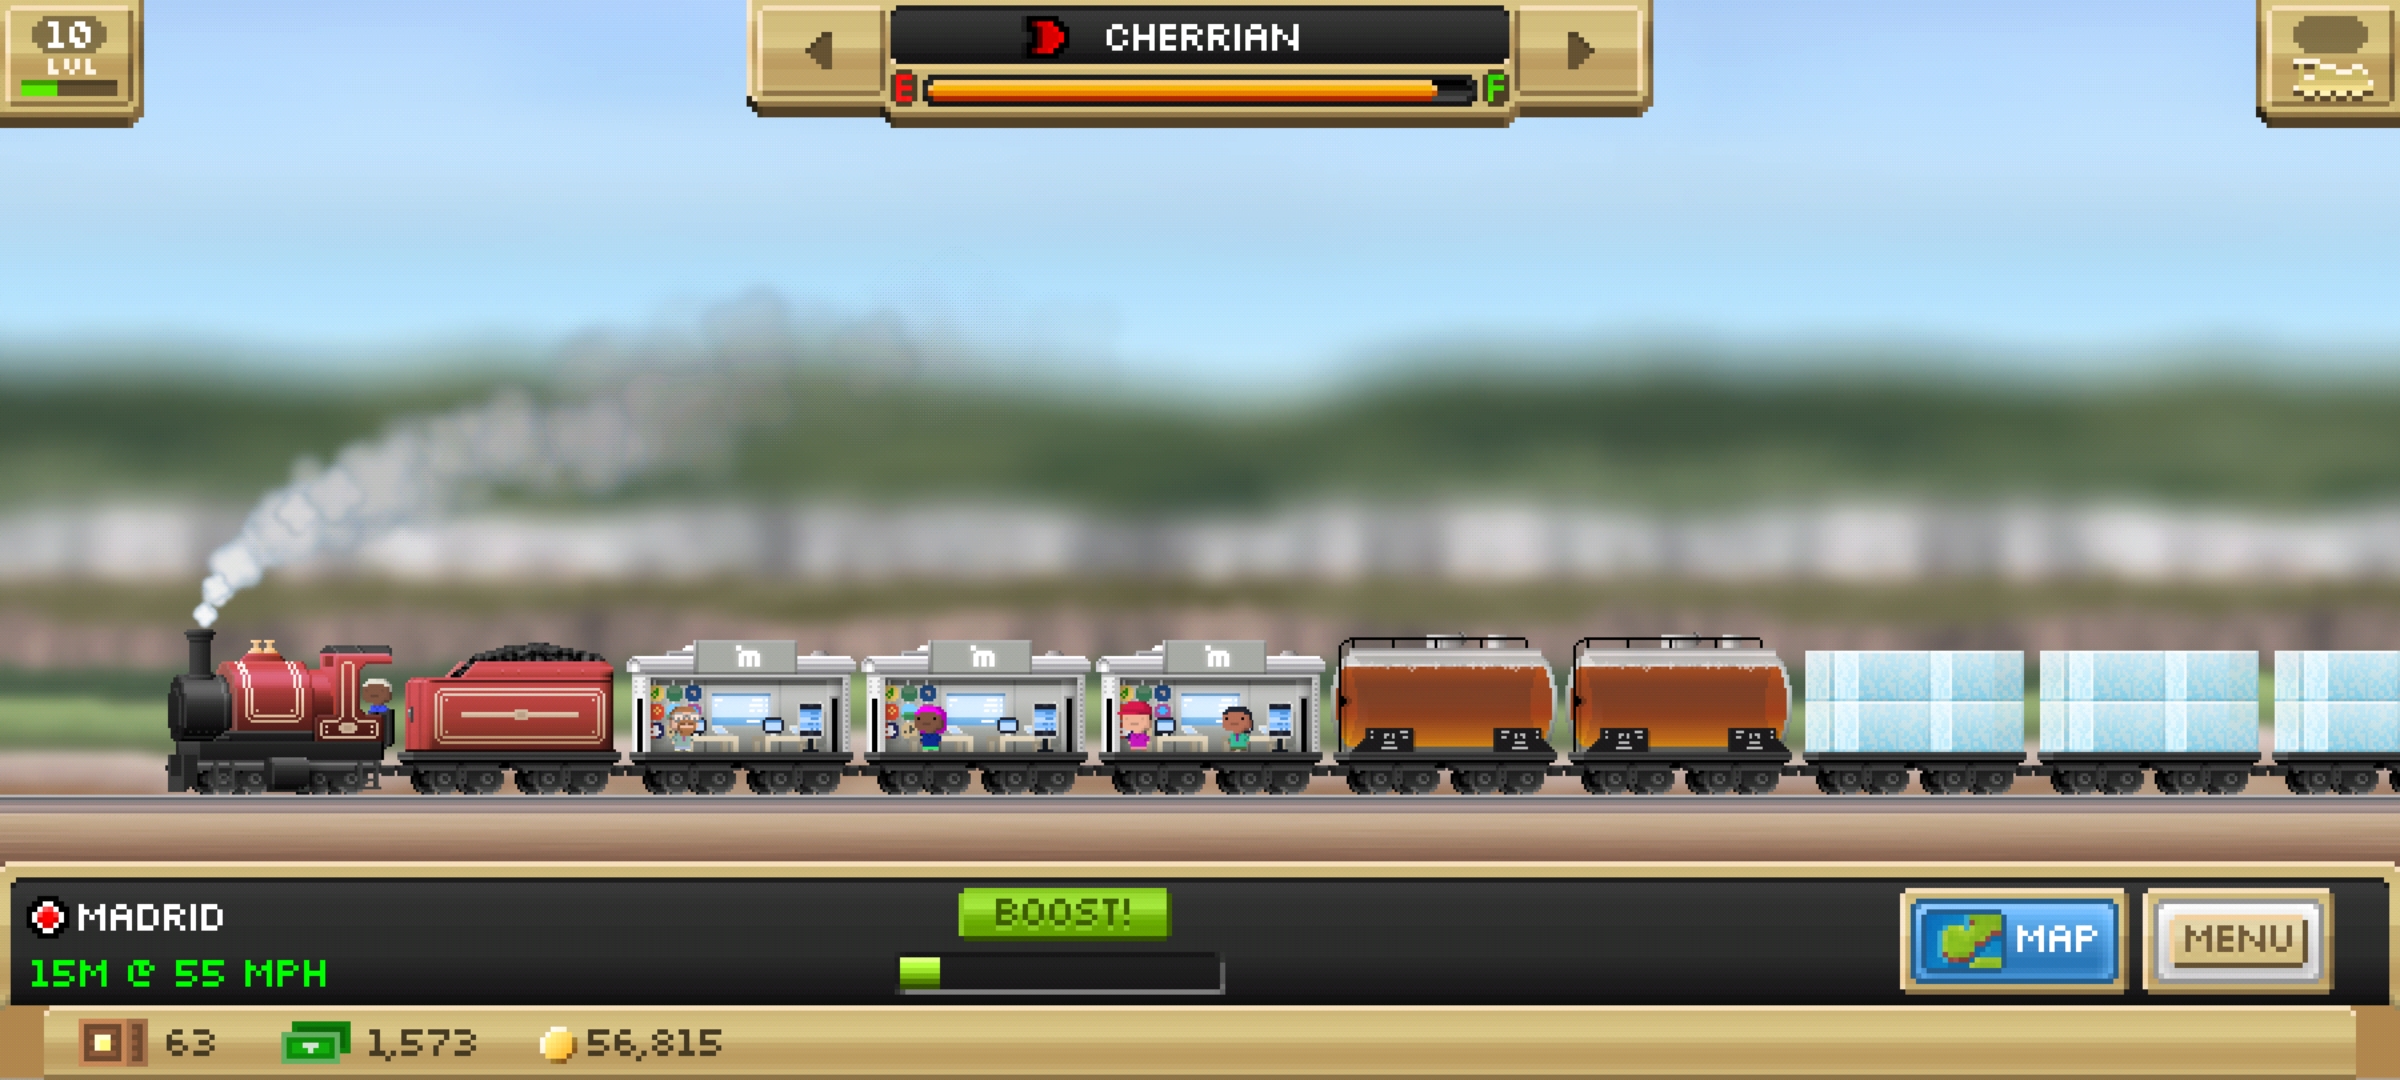 10
LVL
CHERRIAN
E F
m m m
MADRID
15M @ 55 MPH
BOOST!
MAP
MENU
63 1,573 56,815